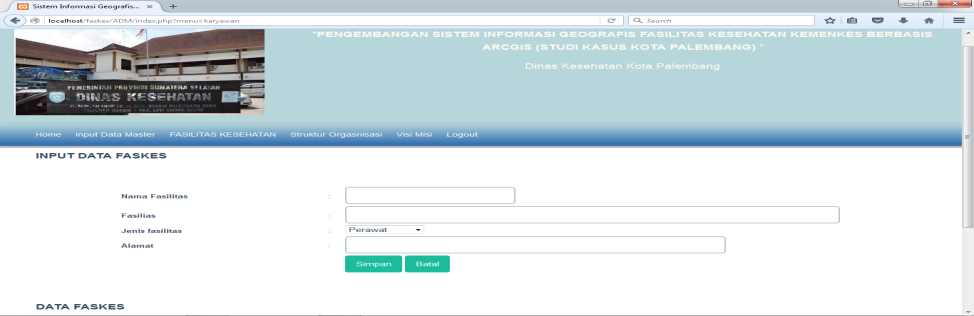 Sistem Informasi Geografis... × +
localhost/faskes/ADM/index.php?menu=karyawan
Search
"PENGEMBANGAN SISTEM INFORMASI GEOGRAFIS FASILITAS KESEHATAN KEMENKES BERBASIS
ARCGIS (STUDI KASUS KOTA PALEMBANG) "
Dinas Kesehatan Kota Palembang
PEMERINTAH PROVINSI SUMATERA SELATAN
DINAS KESEHATAN
Home Input Data Master FASILITAS KESEHATAN Struktur Orgasnisasi Visi Misi Logout
INPUT DATA FASKES
Nama Fasilitas :
Fasilias :
Jenis fasilitas : Perawat
Alamat :
Simpan Batal
DATA FASKES